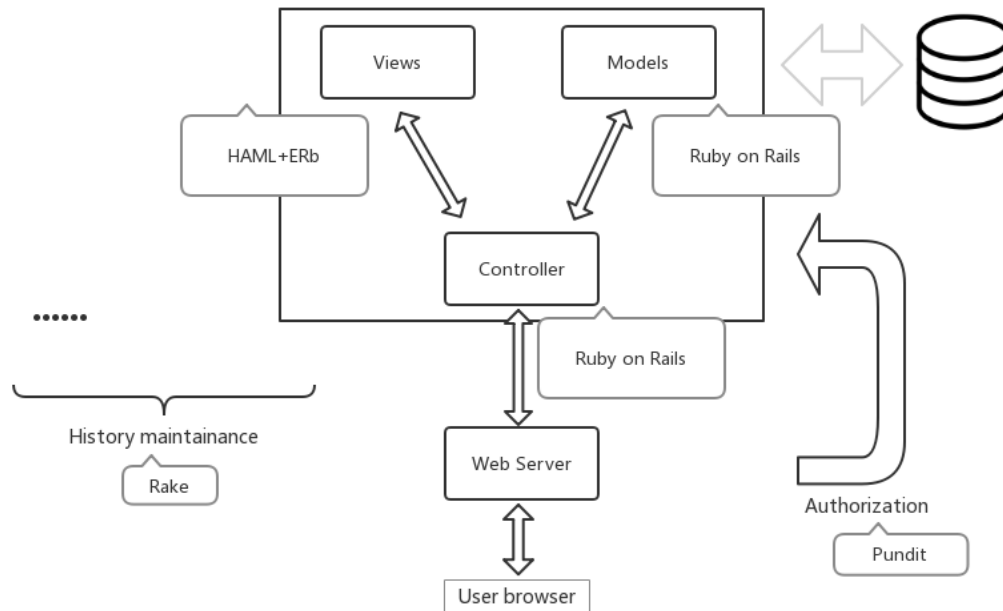 Views
Models
HAML+ERb
Ruby on Rails
Controller
......
Ruby on Rails
History maintainance
Rake
Web Server
Authorization
Pundit
User browser